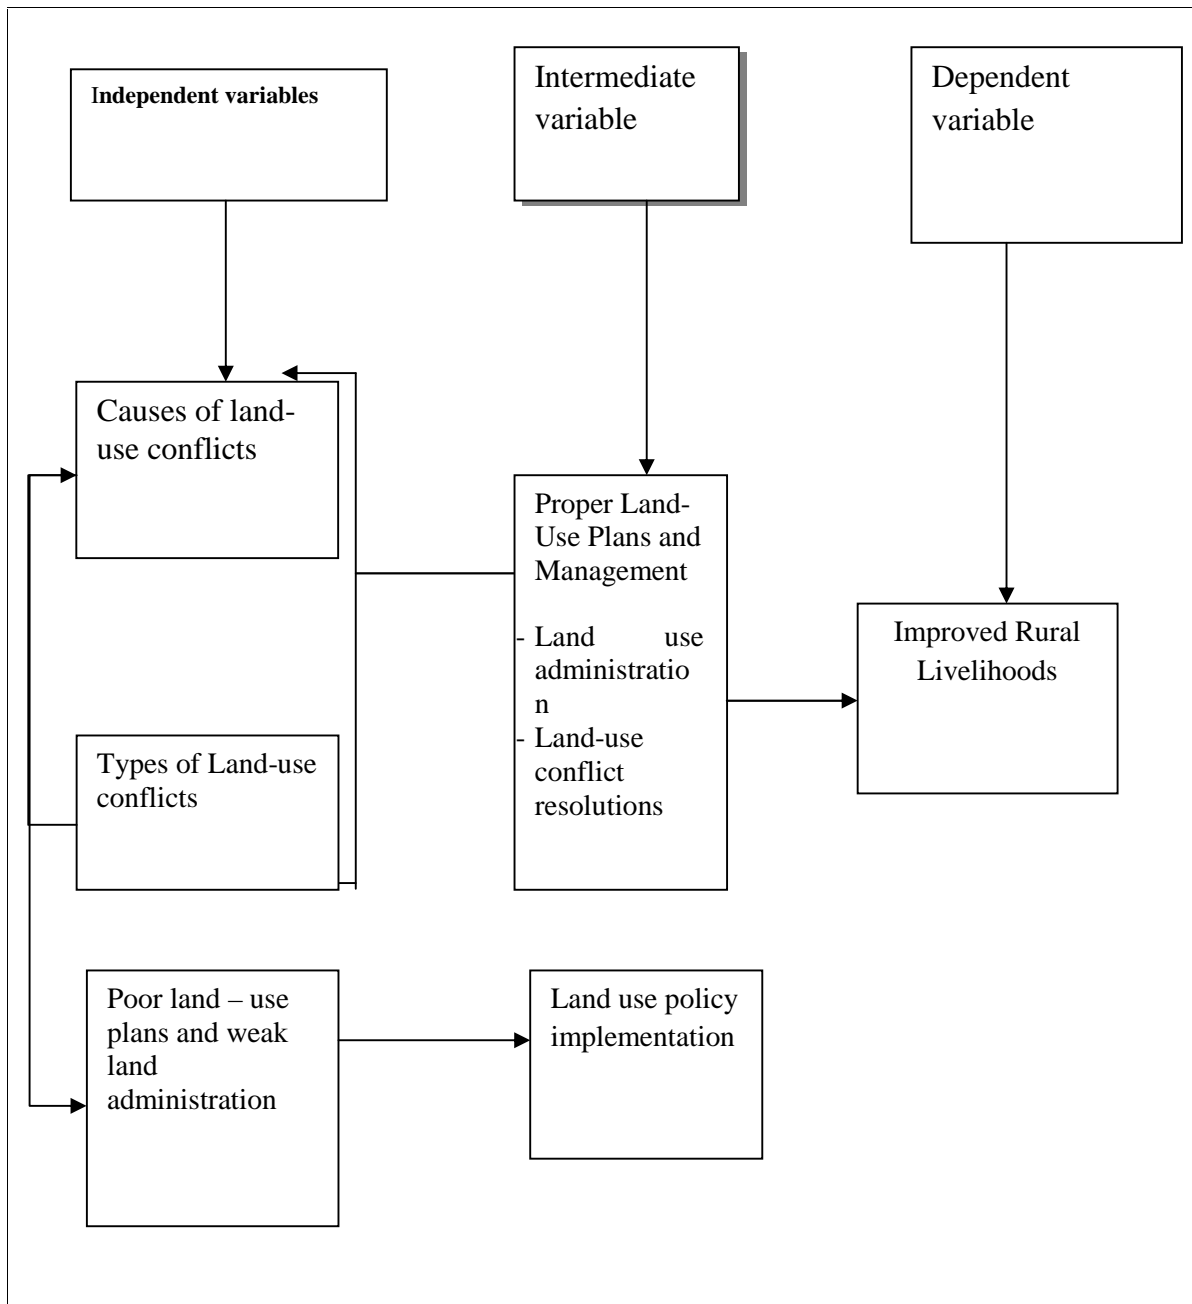 Independent variables
Intermediate
variable
Dependent
variable
Causes of land-
use conflicts
Proper Land-
Use Plans and
Management
- Land use
administratio
n
- Land-use
conflict
resolutions
Improved Rural
Livelihoods
Types of Land-use
conflicts
Poor land – use
plans and weak
land
administration
Land use policy
implementation